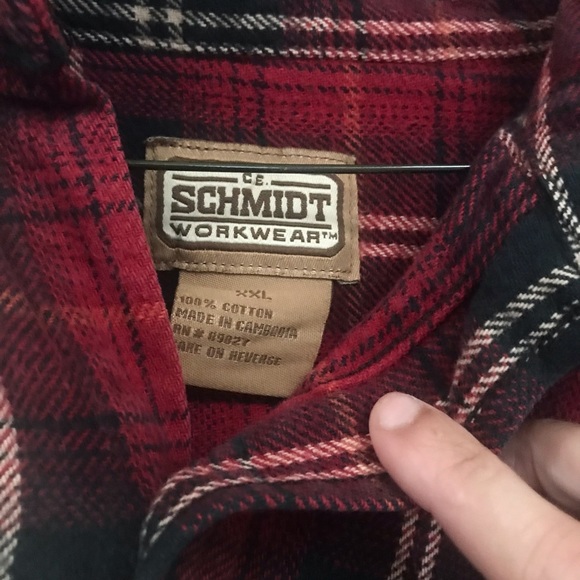 C.E.
SCHMIDT
WORKWEAR™
XXL
100% COTTON
MADE IN CAMBODIA
RN # 89827
CARE ON REVERSE